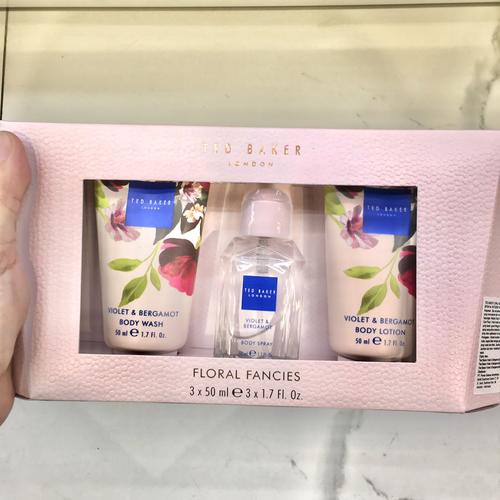 TED BAKER
LONDON
TED BAKER
LONDON
VIOLET & BERGAMOT
BODY WASH
50 ml e 1.7 Fl. Oz.
TED BAKER
LONDON
VIOLET &
BERGAMOT
BODY SPRAY
TED BAKER
LONDON
VIOLET & BERGAMOT
BODY LOTION
50 ml e 1.7 Fl. Oz.
FLORAL FANCIES
3 x 50 ml e 3 x 1.7 Fl. Oz.